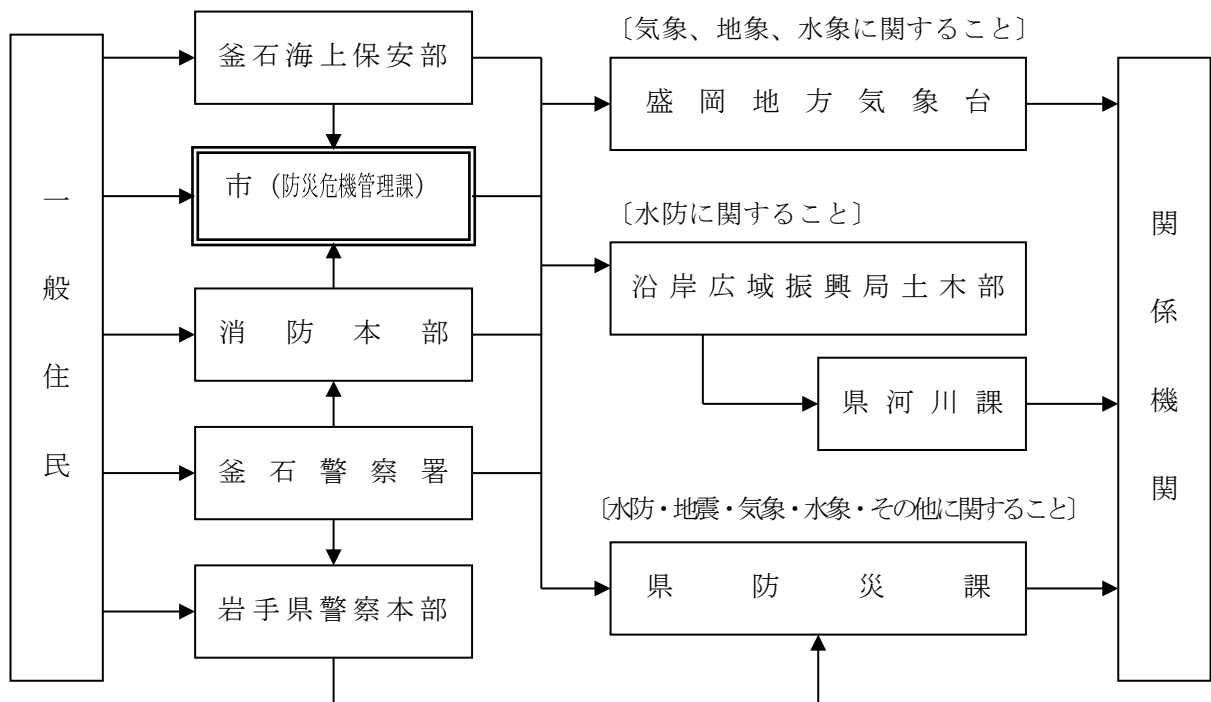 一般住民
釜石海上保安部
市（防災危機管理課）
消防本部
釜石警察署
岩手県警察本部
〔気象、地象、水象に関すること〕
盛岡地方気象台
〔水防に関すること〕
沿岸広域振興局土木部
県河川課
〔水防・地震・気象・水象・その他に関すること〕
県防災課
関係機関